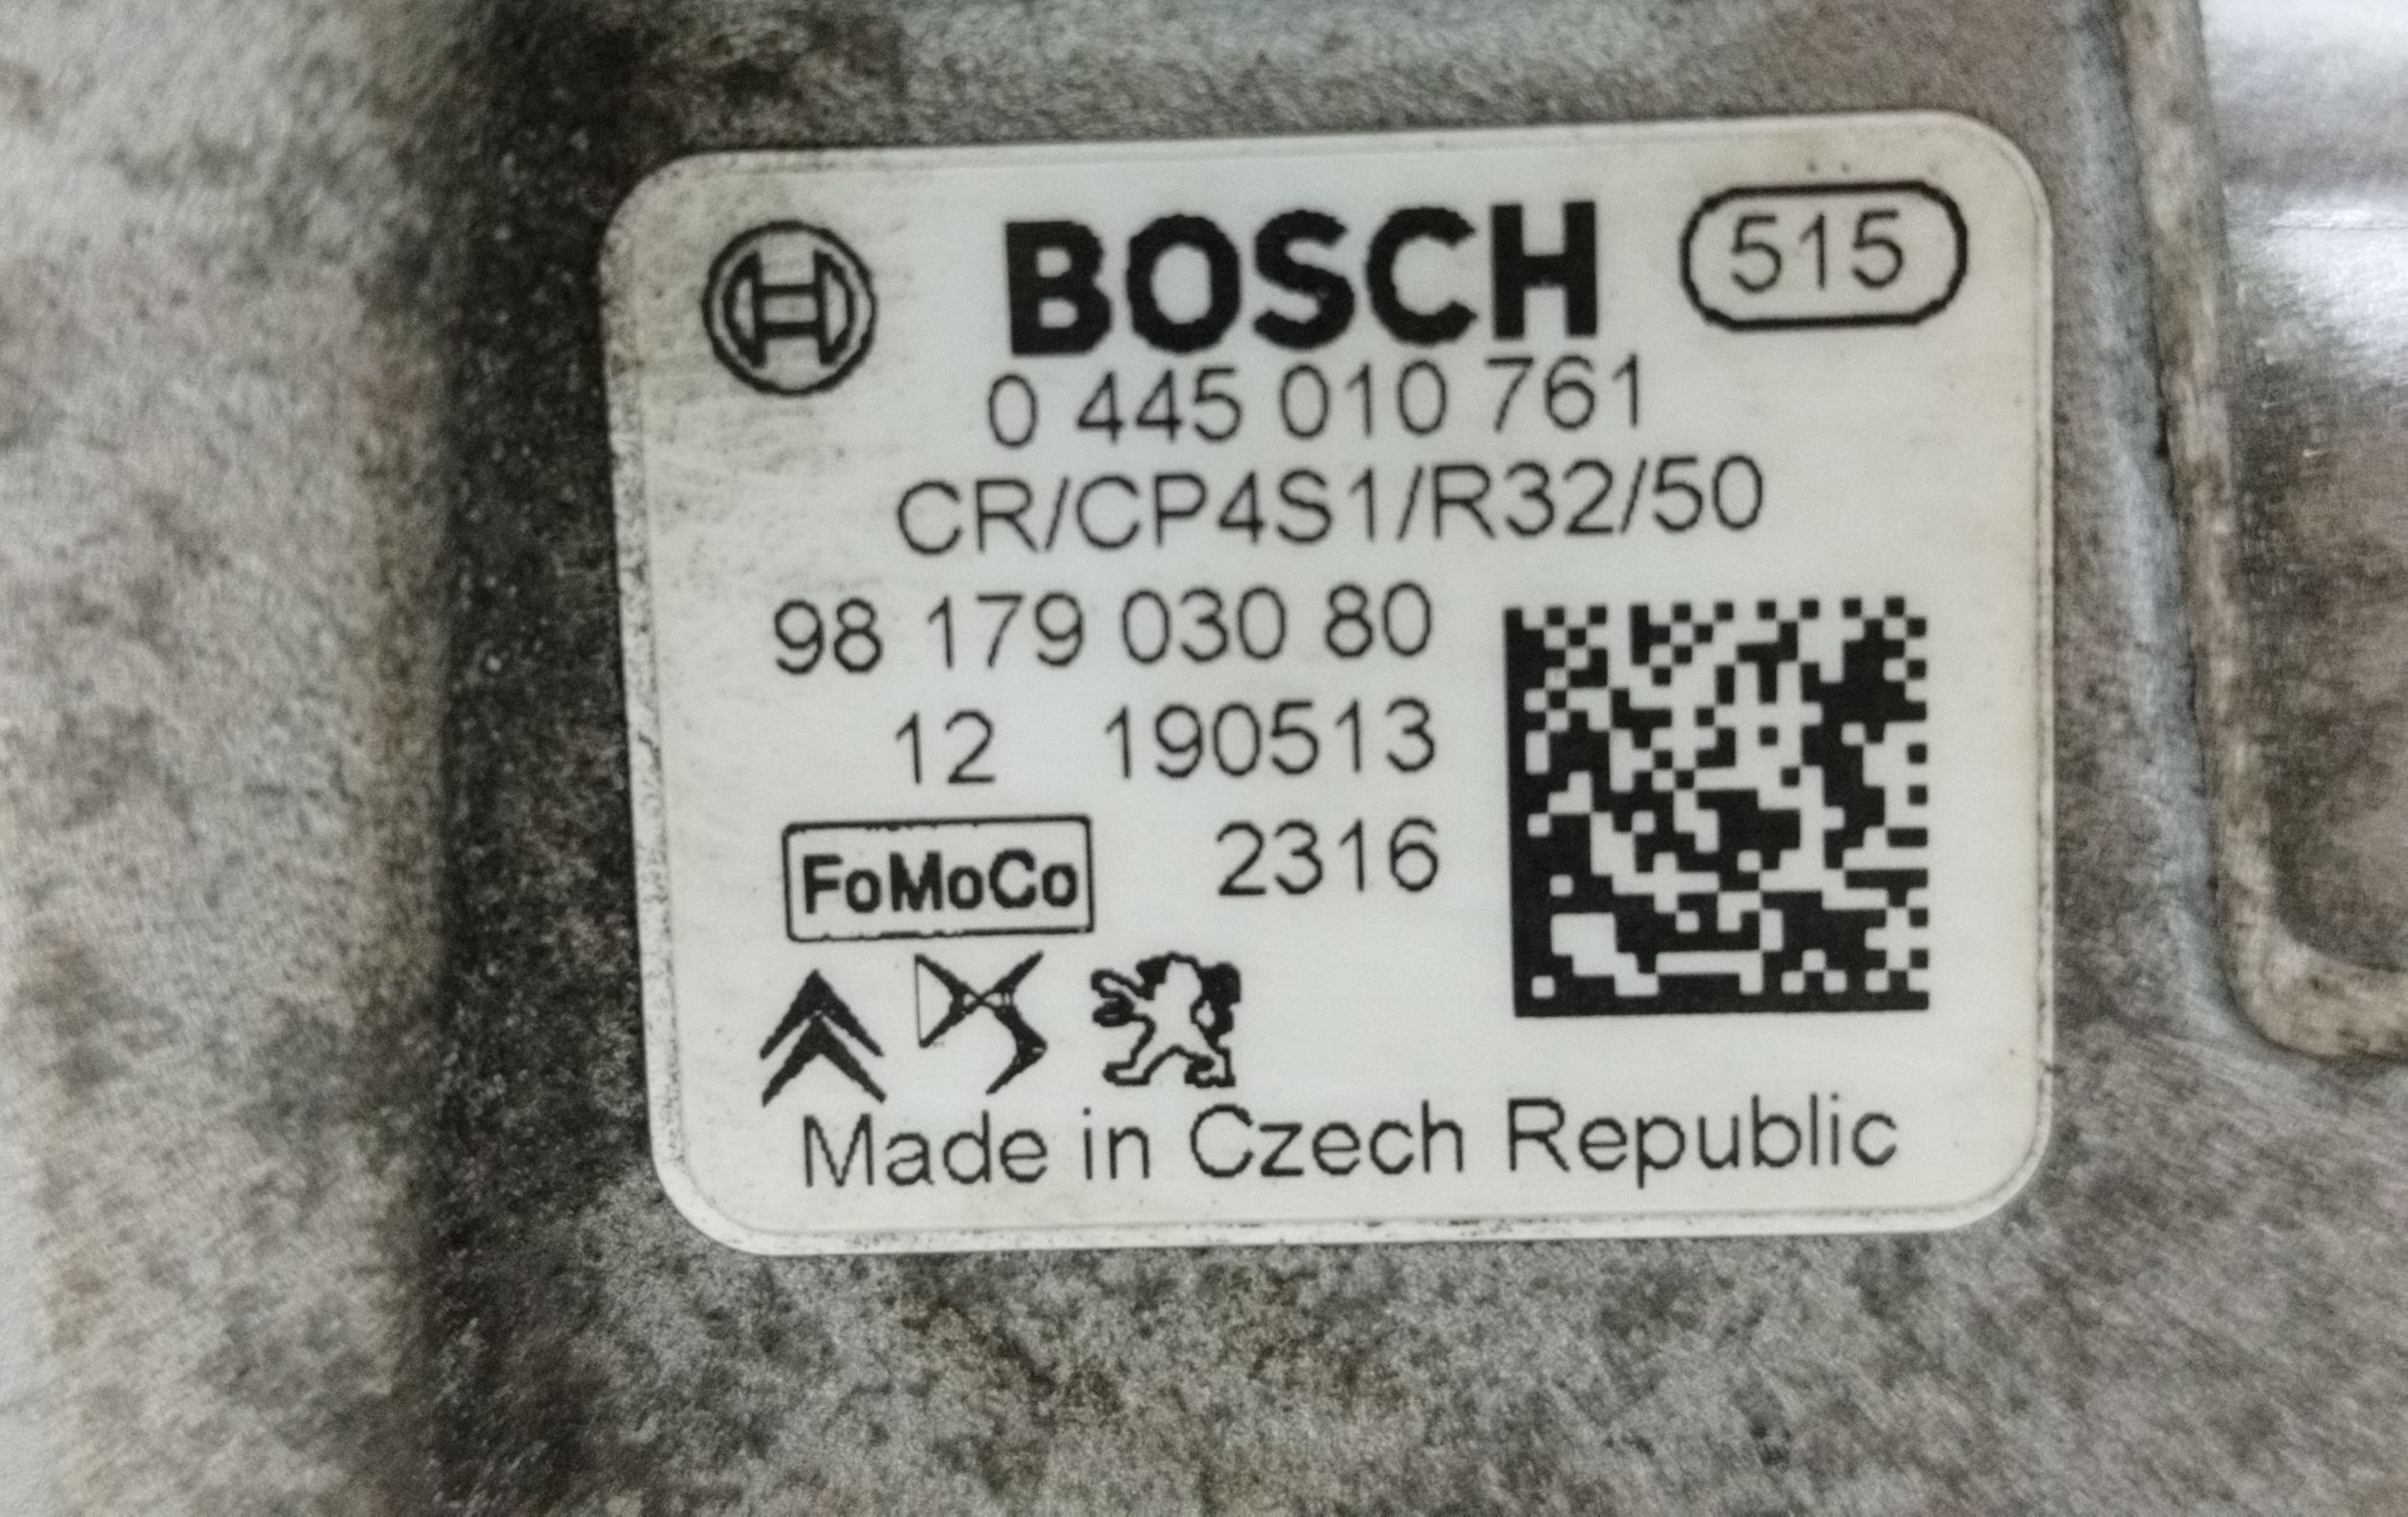 BOSCH 515
0 445 010 761
CR/CP4S1/R32/50
98 179 030 80
12 190513
FoMoCo 2316
Made in Czech Republic